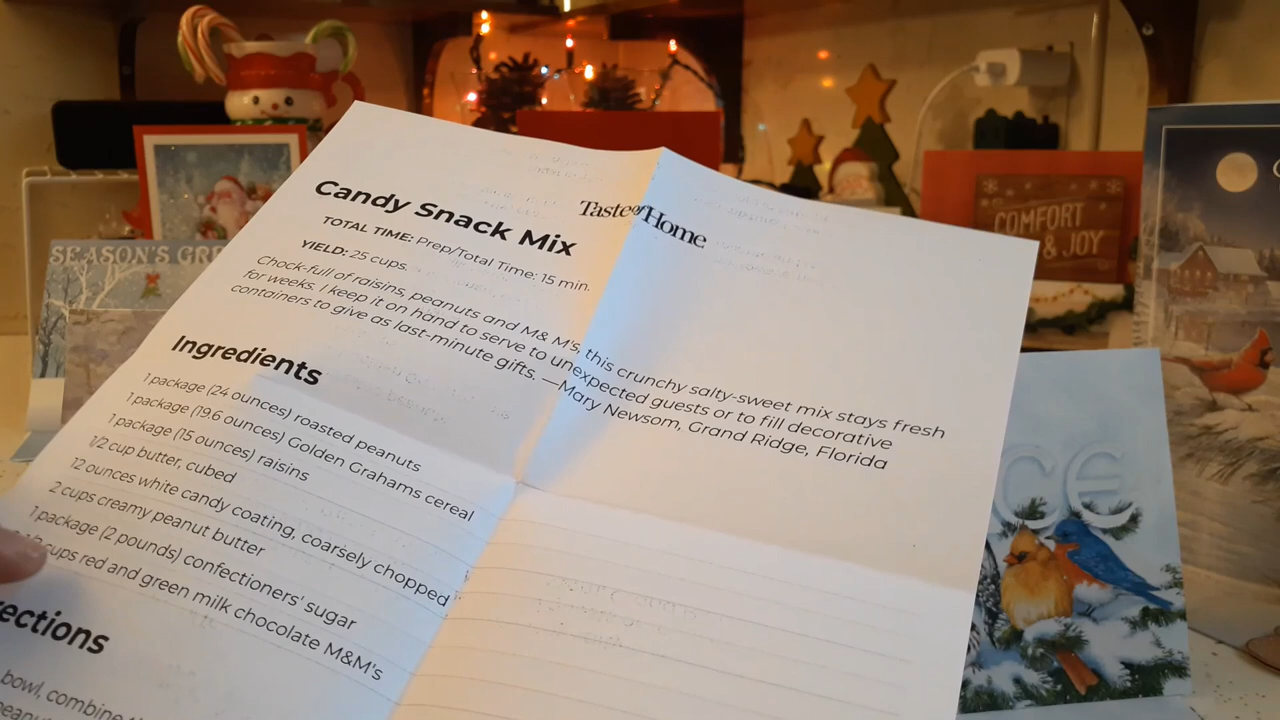 Candy Snack Mix
Taste of Home
TOTAL TIME: Prep/Total Time: 15 min.
YIELD: 25 cups.
Chock-full of raisins, peanuts and M& M's, this crunchy salty-sweet mix stays fresh
for weeks. I keep it on hand to serve to unexpected guests or to fill decorative
containers to give as last-minute gifts. —Mary Newsom, Grand Ridge, Florida
Ingredients
1 package (24 ounces) roasted peanuts
1 package (19.6 ounces) Golden Grahams cereal
1 package (15 ounces) raisins
1/2 cup butter, cubed
12 ounces white candy coating, coarsely chopped
2 cups creamy peanut butter
1 package (2 pounds) confectioners' sugar
cups red and green milk chocolate M&M's
ections
bowl, combine
SEASON'S GRE
COMFORT
& JOY
CE